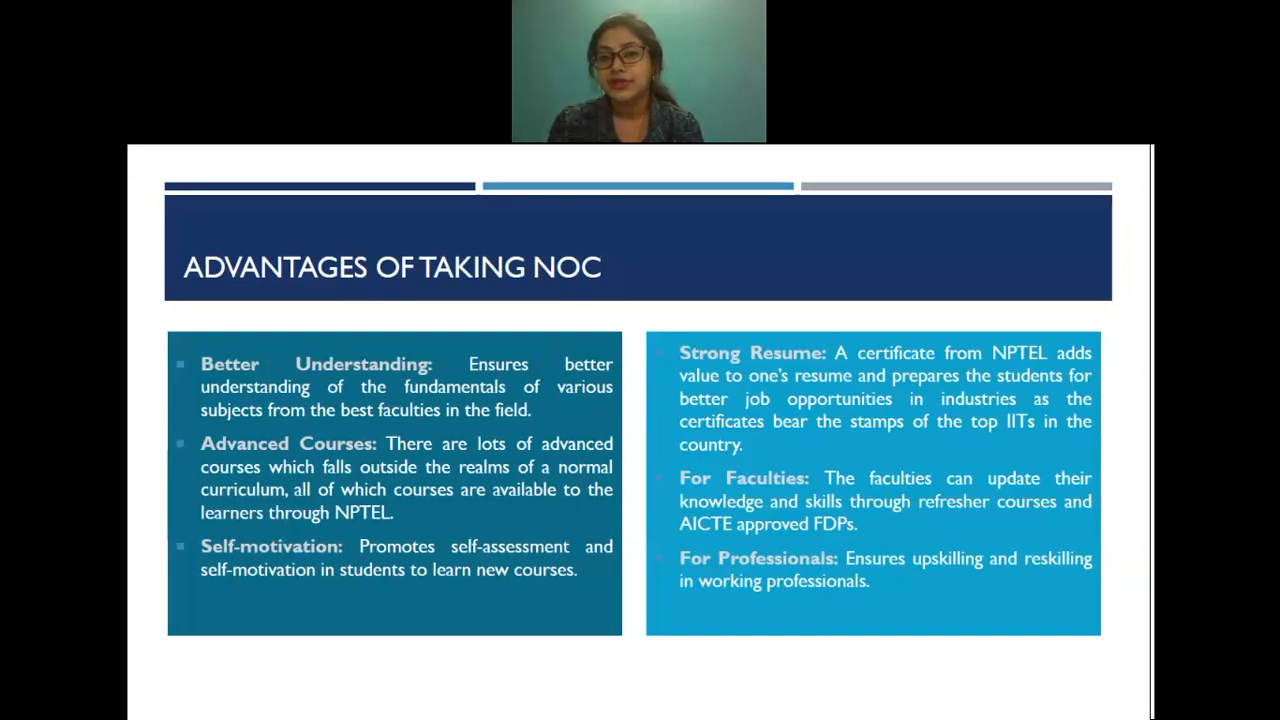 ADVANTAGES OF TAKING NOC
Better Understanding: Ensures better
understanding of the fundamentals of various
subjects from the best faculties in the field.
Advanced Courses: There are lots of advanced
courses which falls outside the realms of a normal
curriculum, all of which courses are available to the
learners through NPTEL.
Self-motivation: Promotes self-assessment and
self-motivation in students to learn new courses.
Strong Resume: A certificate from NPTEL adds
value to one's resume and prepares the students for
better job opportunities in industries as the
certificates bear the stamps of the top IITs in the
country.
For Faculties: The faculties can update their
knowledge and skills through refresher courses and
AICTE approved FDPs.
For Professionals: Ensures upskilling and reskilling
in working professionals.